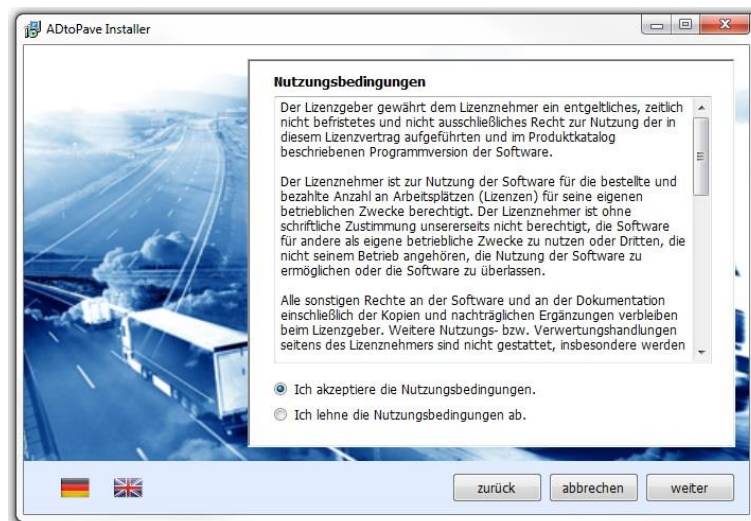 ADtoPave Installer
Nutzungsbedingungen
Der Lizenzgeber gewährt dem Lizenznehmer ein entgeltliches, zeitlich
nicht befristetes und nicht ausschließliches Recht zur Nutzung der in
diesem Lizenzvertrag aufgeführten und im Produktkatalog
beschriebenen Programmversion der Software.
Der Lizenznehmer ist zur Nutzung der Software für die bestellte und
bezahlte Anzahl an Arbeitsplätzen (Lizenzen) für seine eigenen
betrieblichen Zwecke berechtigt. Der Lizenznehmer ist ohne
schriftliche Zustimmung unsererseits nicht berechtigt, die Software
für andere als eigene betriebliche Zwecke zu nutzen oder Dritten, die
nicht seinem Betrieb angehören, die Nutzung der Software zu
ermöglichen oder die Software zu überlassen.
Alle sonstigen Rechte an der Software und an der Dokumentation
einschließlich der Kopien und nachträglichen Ergänzungen verbleiben
beim Lizenzgeber. Weitere Nutzungs- bzw. Verwertungshandlungen
seitens des Lizenznehmers sind nicht gestattet, insbesondere werden
Ich akzeptiere die Nutzungsbedingungen.
Ich lehne die Nutzungsbedingungen ab.
zurück abbrechen weiter